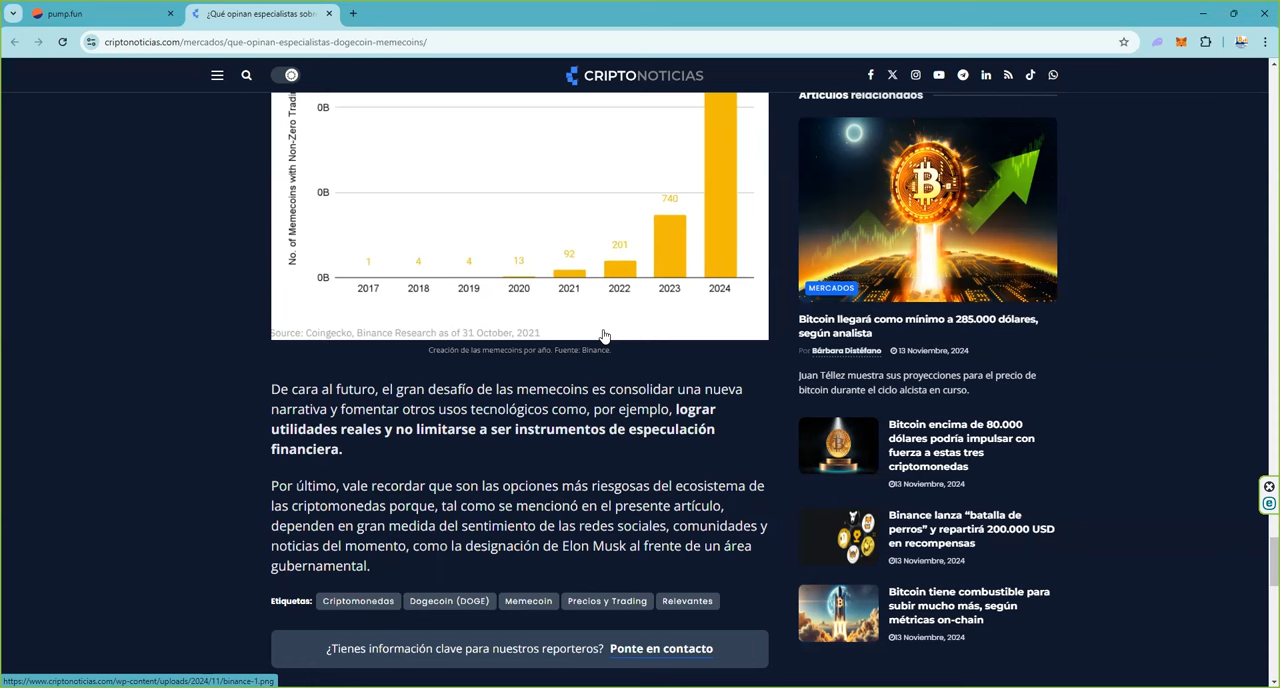 pump.fun
¿Qué opinan especialistas sobr
criptonoticias.com/mercados/que-opinan-especialistas-dogecoin-memecoins/
CRIPTONOTICIAS
No. of Memecoins with Non-Zero Tradi
0B
0B
0B
1
4
4
13
92
201
740
2017
2018
2019
2020
2021
2022
2023
2024
Source: Coingecko, Binance Research as of 31 October, 2021
Creación de las memecoins por año. Fuente: Binance.
De cara al futuro, el gran desafío de las memecoins es consolidar una nueva
narrativa y fomentar otros usos tecnológicos como, por ejemplo, lograr
utilidades reales y no limitarse a ser instrumentos de especulación
financiera.
Por último, vale recordar que son las opciones más riesgosas del ecosistema de
las criptomonedas porque, tal como se mencionó en el presente artículo,
dependen en gran medida del sentimiento de las redes sociales, comunidades y
noticias del momento, como la designación de Elon Musk al frente de un área
gubernamental.
Etiquetas:
Criptomonedas
Dogecoin (DOGE)
Memecoin
Precios y Trading
Relevantes
¿Tienes información clave para nuestros reporteros? Ponte en contacto
Artículos relacionados
MERCADOS
Bitcoin llegará como mínimo a 285.000 dólares,
según analista
Por Bárbara Distéfano
13 Noviembre, 2024
Juan Téllez muestra sus proyecciones para el precio de
bitcoin durante el ciclo alcista en curso.
Bitcoin encima de 80.000
dólares podría impulsar con
fuerza a estas tres
criptomonedas
13 Noviembre, 2024
Binance lanza “batalla de
perros” y repartirá 200.000 USD
en recompensas
13 Noviembre, 2024
Bitcoin tiene combustible para
subir mucho más, según
métricas on-chain
13 Noviembre, 2024
https://www.criptonoticias.com/wp-content/uploads/2024/11/binance-1.png